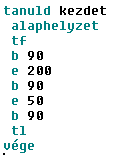 tanuld kezdet
alaphelyzet
tf
b 90
e 200
b 90
e 50
b 90
tl
vége